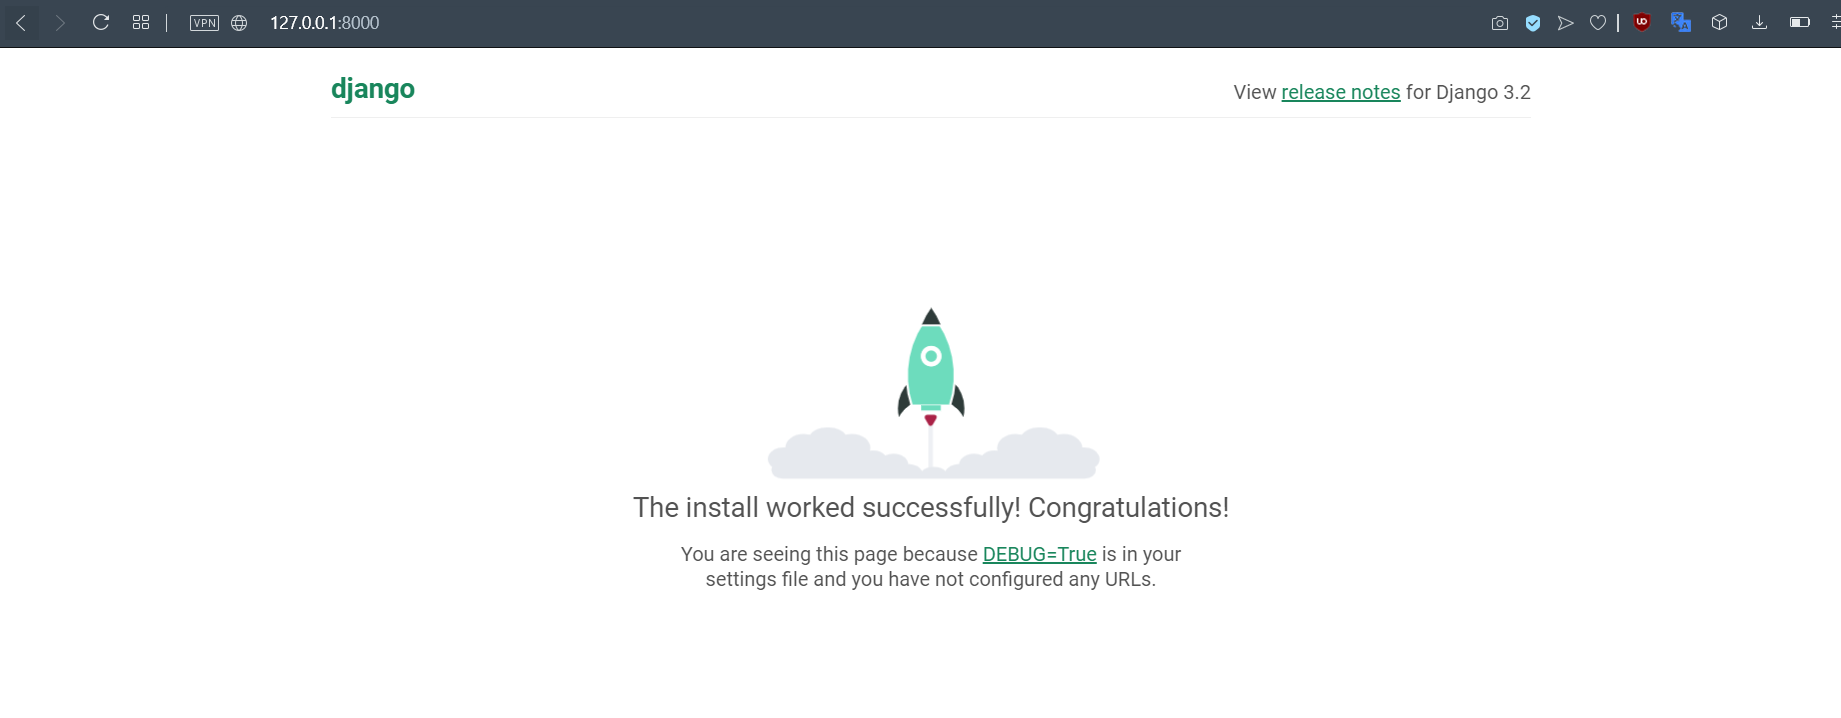 VPN 127.0.0.1:8000
django
View release notes for Django 3.2
The install worked successfully! Congratulations!
You are seeing this page because DEBUG=True is in your
settings file and you have not configured any URLs.